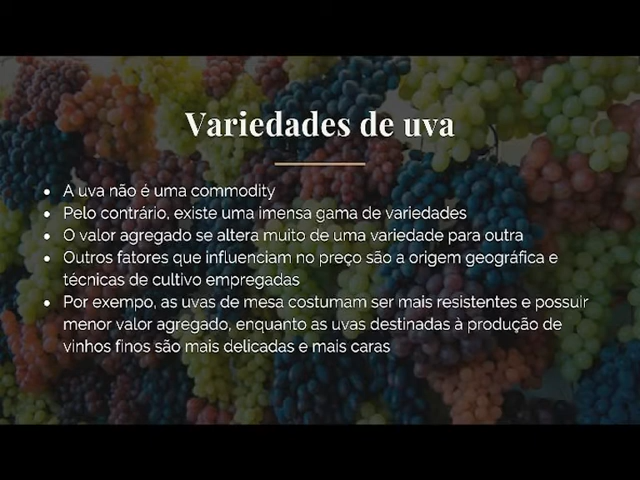 Variedades de uva
• A uva não é uma commodity
• Pelo contrário, existe uma imensa gama de variedades
• O valor agregado se altera muito de uma variedade para outra
• Outros fatores que influenciam no preço são a origem geográfica e
técnicas de cultivo empregadas
• Por exempo, as uvas de mesa costumam ser mais resistentes e possuir
menor valor agregado, enquanto as uvas destinadas à produção de
vinhos finos são mais delicadas e mais caras